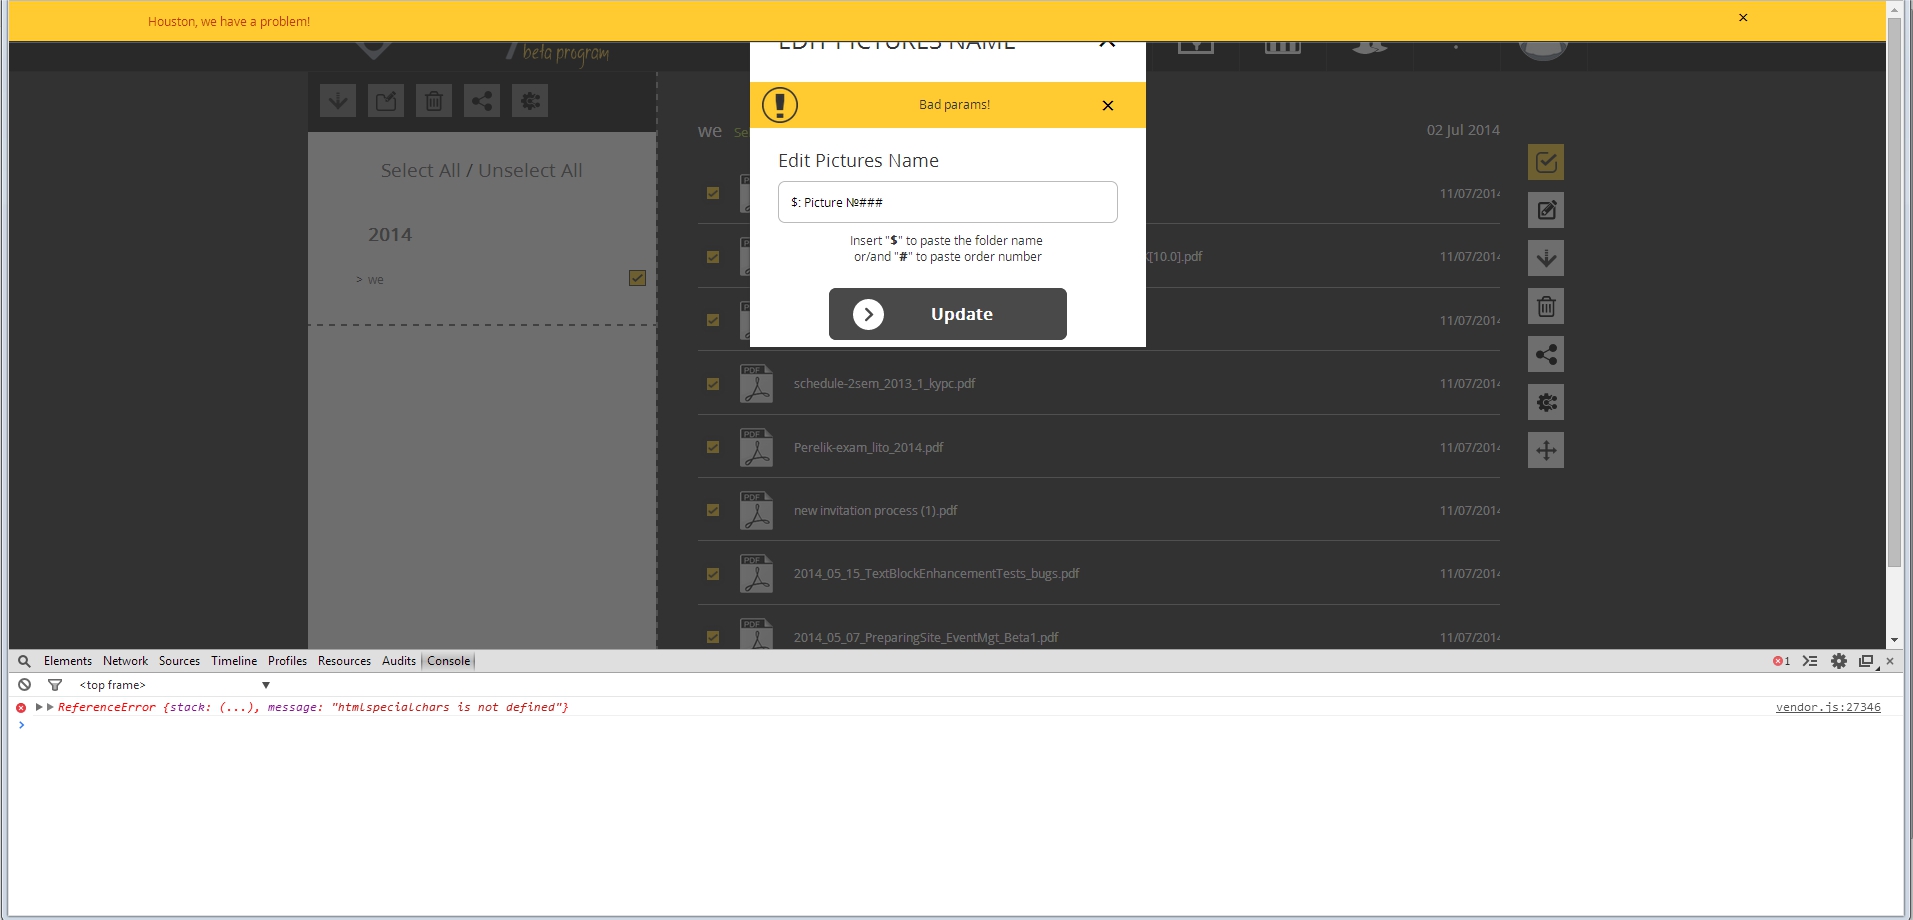 Houston, we have a problem!
beta program
EDIT PICTURES NAME
Bad params!
Edit Pictures Name
$: Picture №###
Insert "$" to paste the folder name
or/and "#" to paste order number
Update
Select All / Unselect All
2014
> we
we
02 Jul 2014
11/07/2014
[10.0].pdf 11/07/2014
11/07/2014
PDF schedule-2sem_2013_1_kypc.pdf 11/07/2014
PDF Perelik-exam_lito_2014.pdf 11/07/2014
PDF new invitation process (1).pdf 11/07/2014
PDF 2014_05_15_TextBlockEnhancementTests_bugs.pdf 11/07/2014
PDF 2014_05_07_PreparingSite_EventMgt_Beta1.pdf 11/07/2014
Elements Network Sources Timeline Profiles Resources Audits Console 1
<top frame>
ReferenceError {stack: (...), message: "htmlspecialchars is not defined"} vendor.js:27346